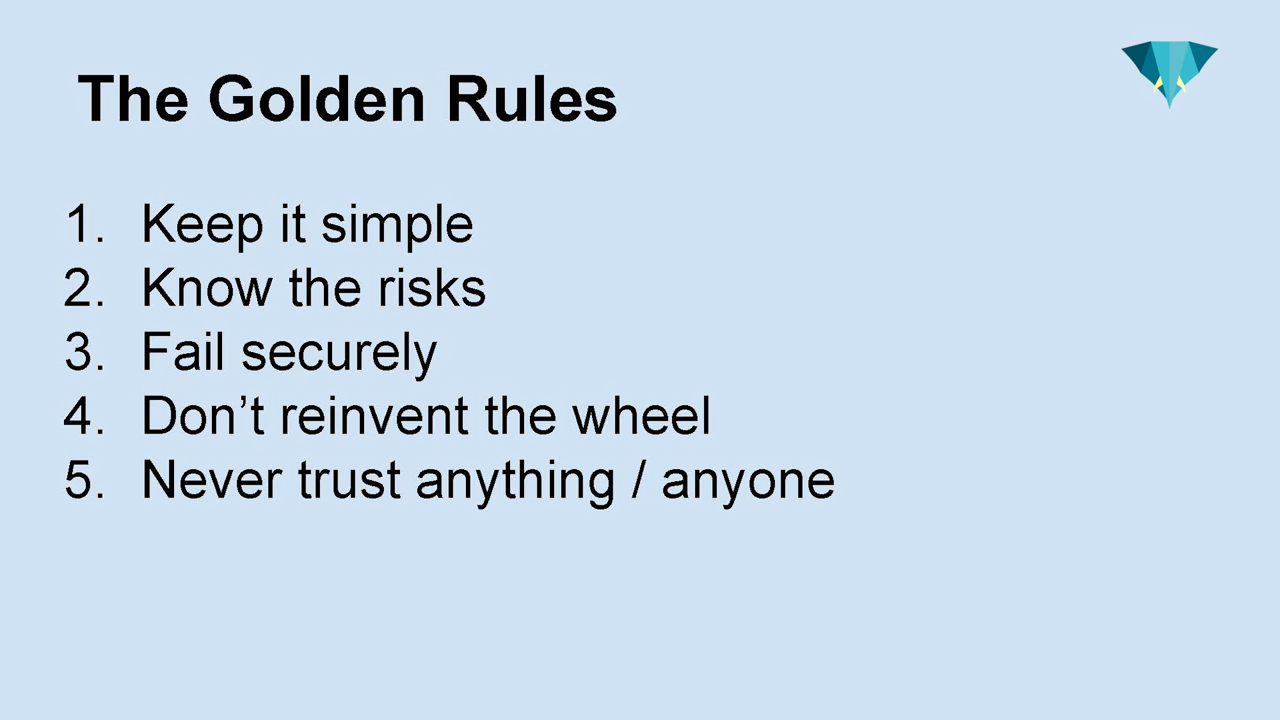 The Golden Rules
1. Keep it simple
2. Know the risks
3. Fail securely
4. Don’t reinvent the wheel
5. Never trust anything / anyone